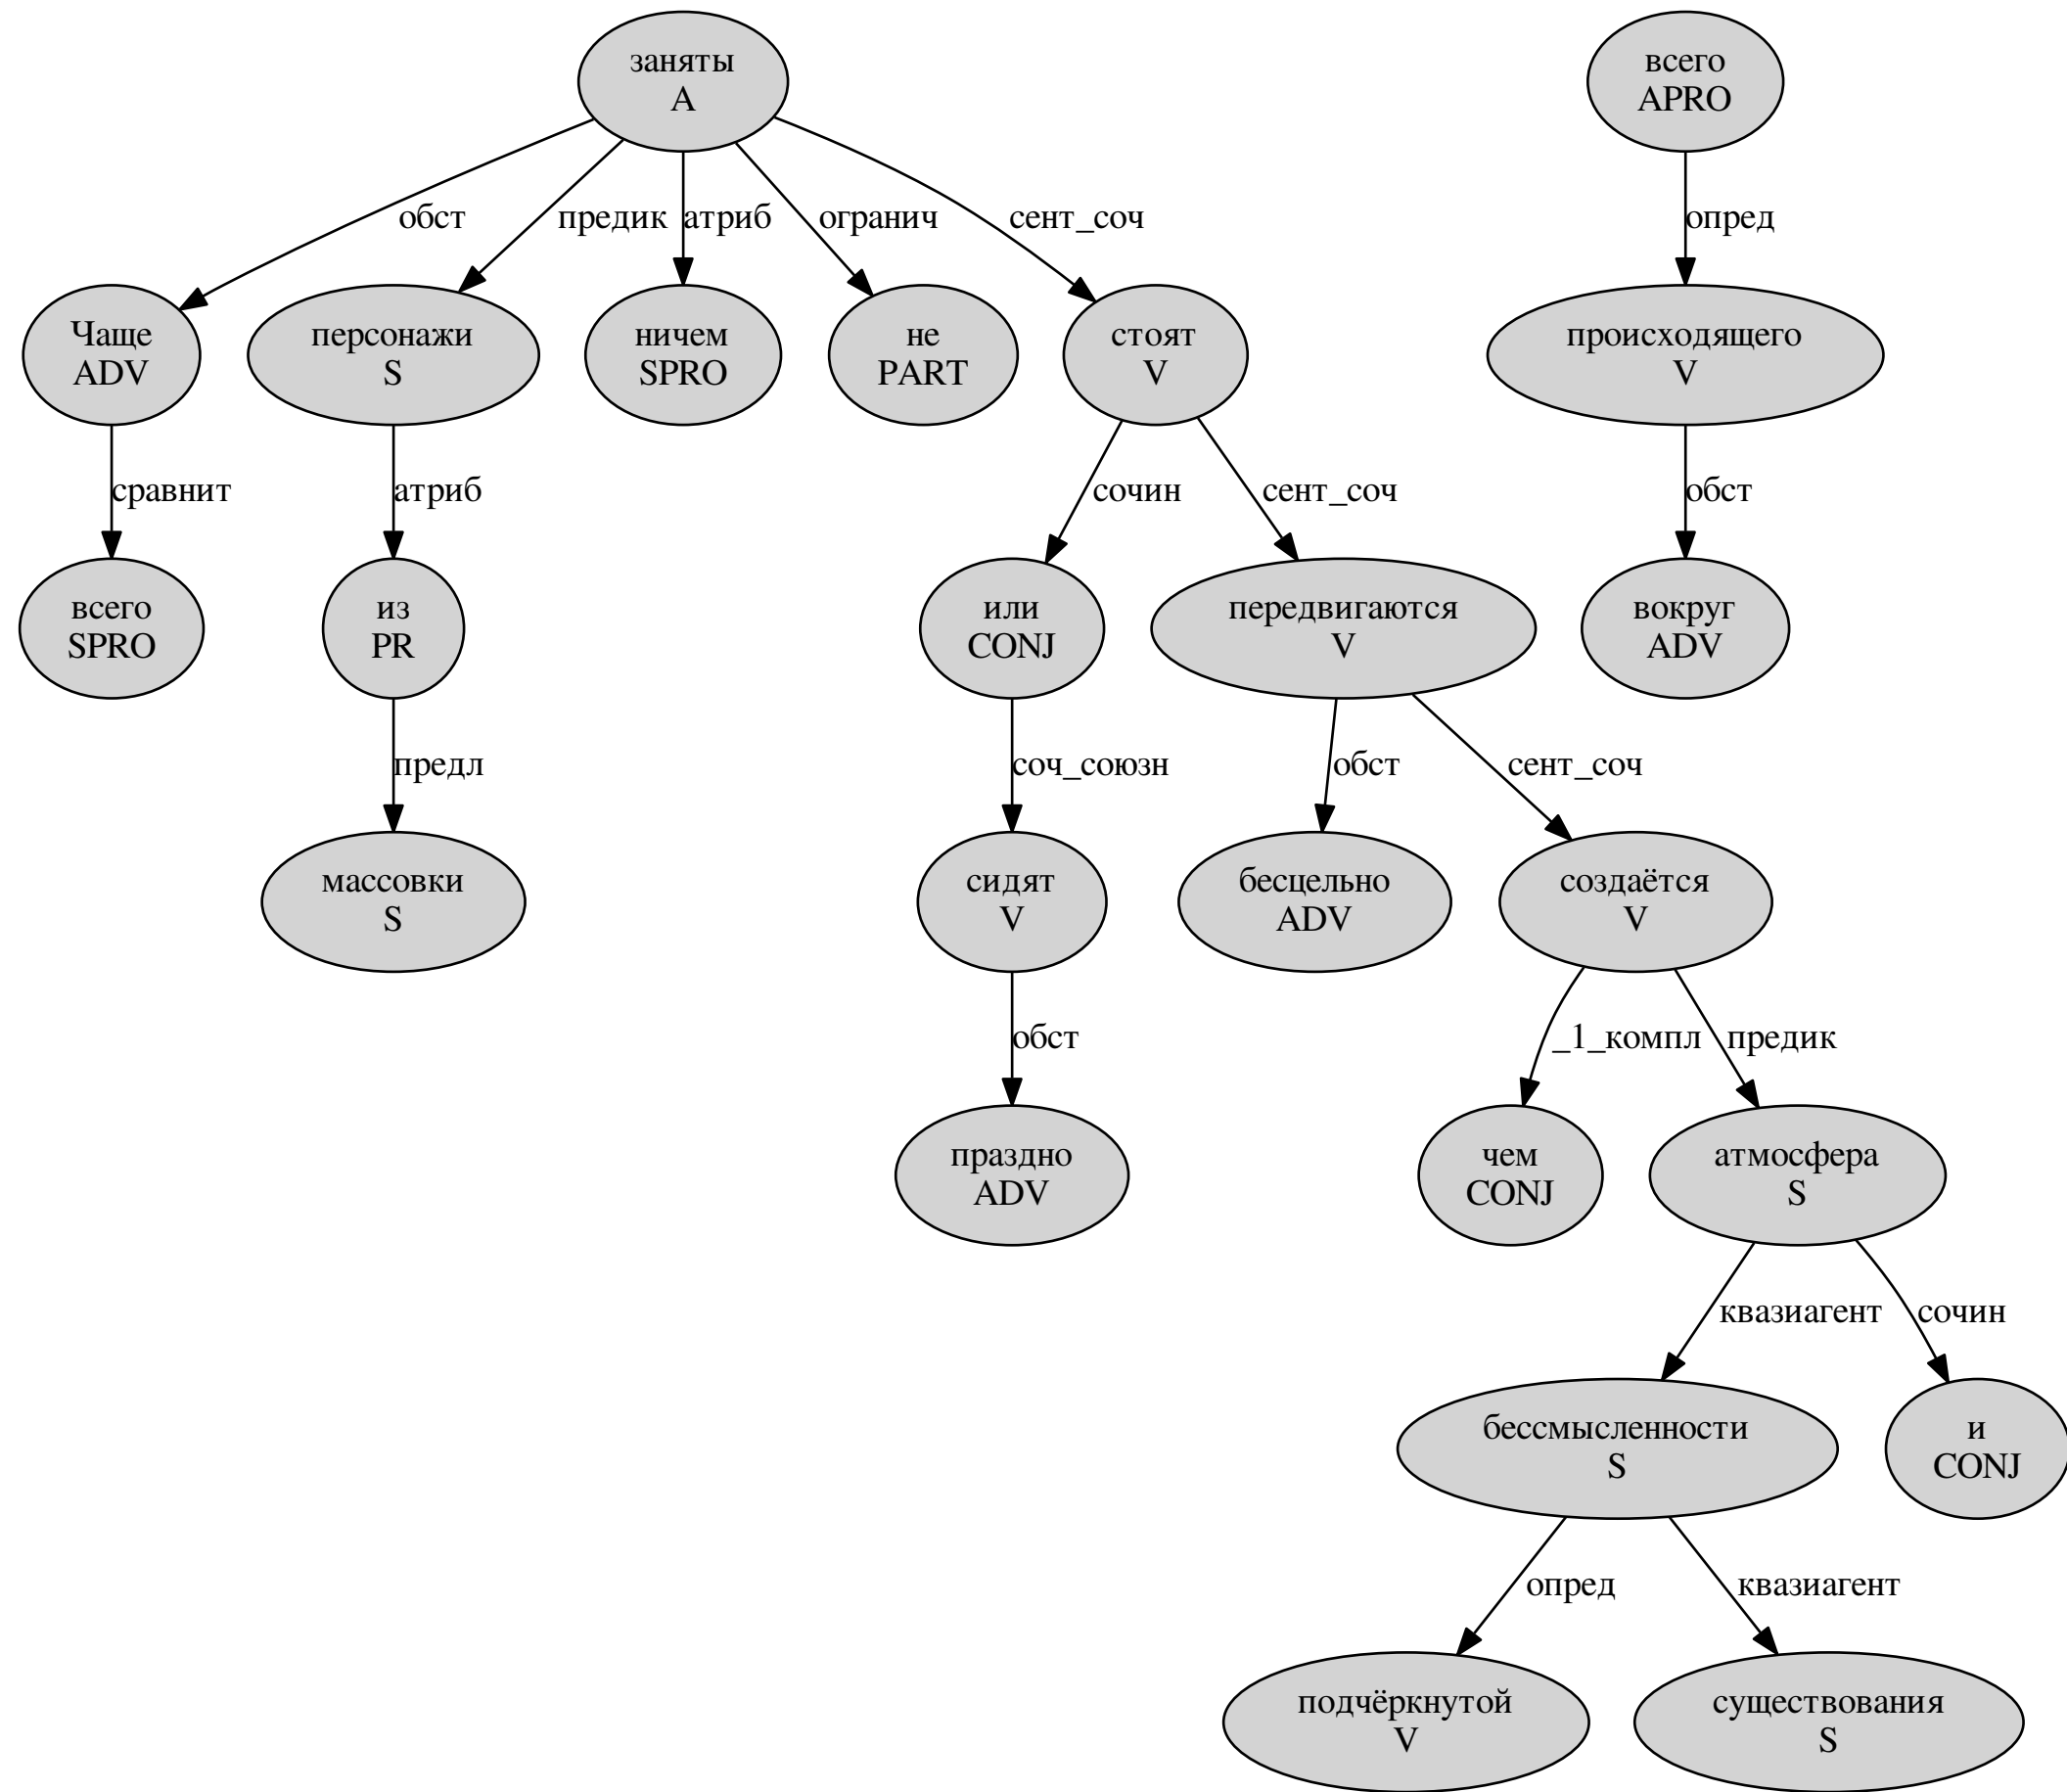 заняты
A
всего
APRO
обст
предик
атриб
огранич
сент_соч
опред
Чаще
ADV
персонажи
S
ничем
SPRO
не
PART
стоят
V
происходящего
V
сравнит
атриб
сочин
сент_соч
обст
всего
SPRO
из
PR
или
CONJ
передвигаются
V
вокруг
ADV
предл
соч_союзн
обст
сент_соч
массовки
S
сидят
V
бесцельно
ADV
создаётся
V
обст
_1_компл
предик
праздно
ADV
чем
CONJ
атмосфера
S
квазиагент
сочин
бессмысленности
S
и
CONJ
опред
квазиагент
подчёркнутой
V
существования
S